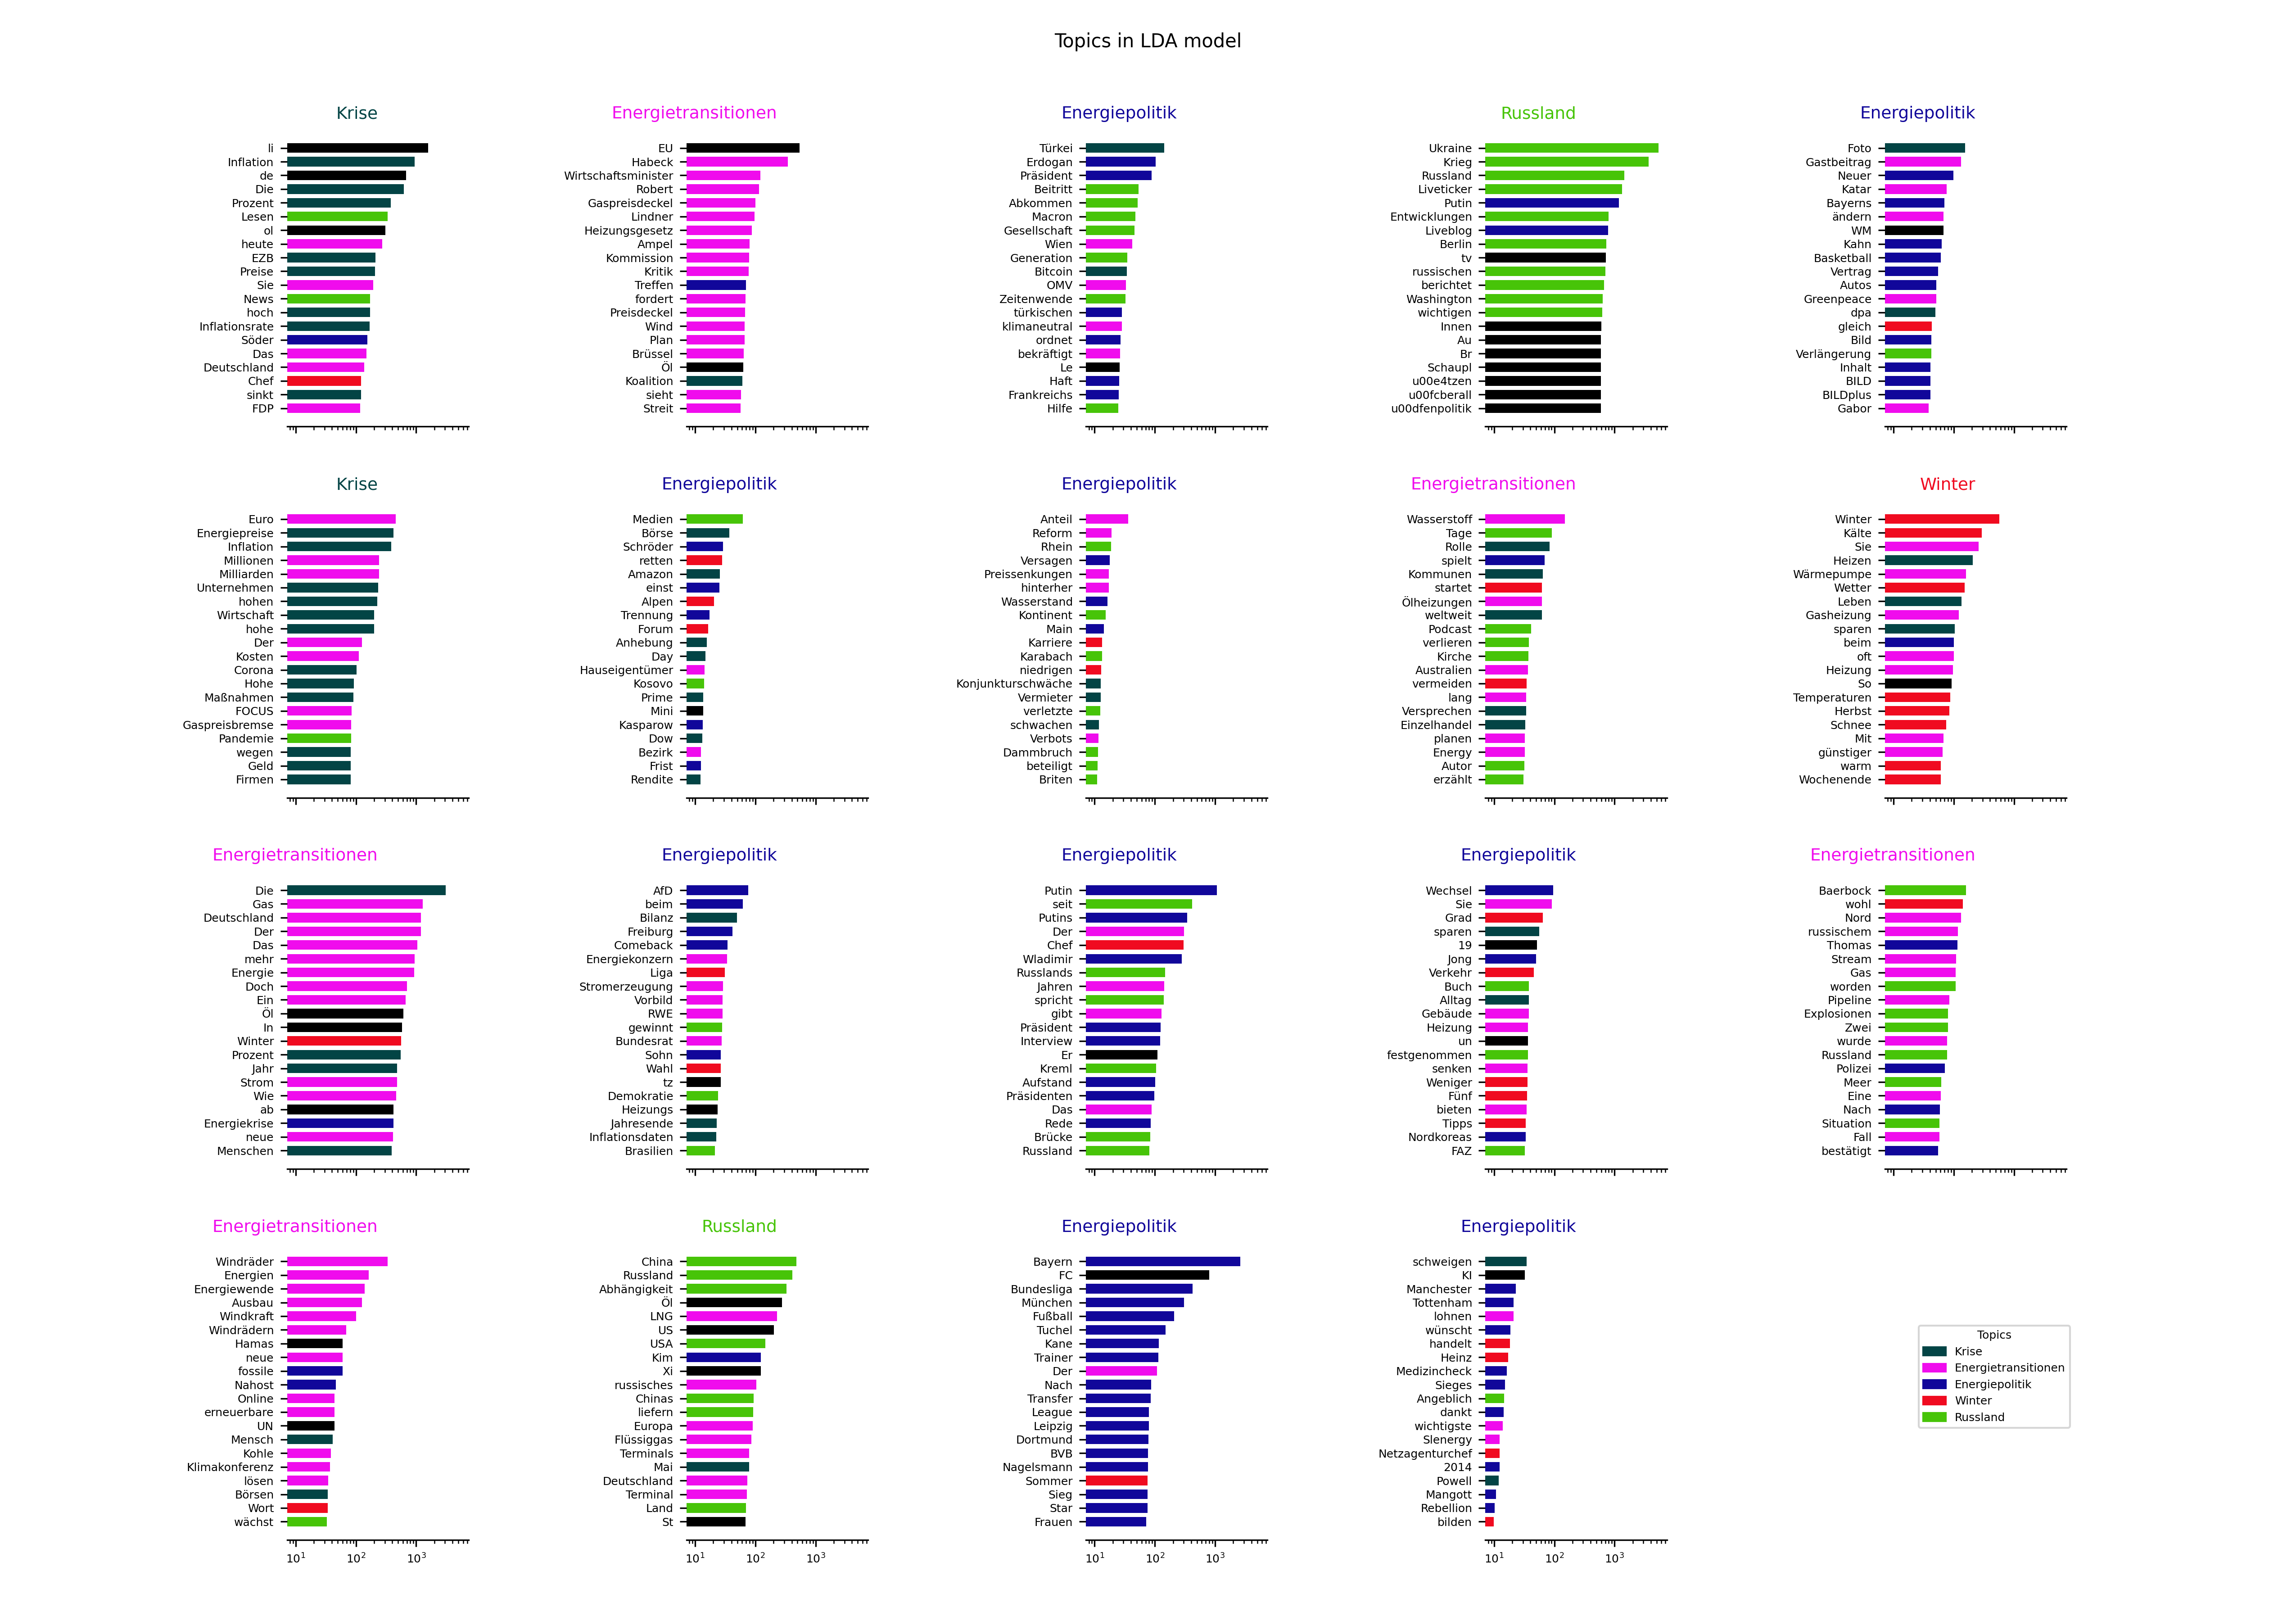 Topics in LDA model
Krise
li
Inflation
de
Die
Prozent
Lesen
ol
heute
EZB
Preise
Sie
News
hoch
Inflationsrate
Söder
Das
Deutschland
Chef
sinkt
FDP
Energietransitionen
EU
Habeck
Wirtschaftsminister
Robert
Gaspreisdeckel
Lindner
Heizungsgesetz
Ampel
Kommission
Kritik
Treffen
fordert
Preisdeckel
Wind
Plan
Brüssel
Öl
Koalition
sieht
Streit
Energiepolitik
Türkei
Erdogan
Präsident
Beitritt
Abkommen
Macron
Gesellschaft
Wien
Generation
Bitcoin
OMV
Zeitenwende
türkischen
klimaneutral
ordnet
bekräftigt
Le
Haft
Frankreichs
Hilfe
Russland
Ukraine
Krieg
Russland
Liveticker
Putin
Entwicklungen
Liveblog
Berlin
tv
russischen
berichtet
Washington
wichtigen
Innen
Au
Br
Schaupl
u00e4tzen
u00fcberall
u00dfenpolitik
Energiepolitik
Foto
Gastbeitrag
Neuer
Katar
Bayerns
ändern
WM
Kahn
Basketball
Vertrag
Autos
Greenpeace
dpa
gleich
Bild
Verlängerung
Inhalt
BILD
BILDplus
Gabor
Krise
Euro
Energiepreise
Inflation
Millionen
Milliarden
Unternehmen
hohen
Wirtschaft
hohe
Der
Kosten
Corona
Hohe
Maßnahmen
FOCUS
Gaspreisbremse
Pandemie
wegen
Geld
Firmen
Energiepolitik
Medien
Börse
Schröder
retten
Amazon
einst
Alpen
Trennung
Forum
Anhebung
Day
Hauseigentümer
Kosovo
Prime
Mini
Kasparow
Dow
Bezirk
Frist
Rendite
Energiepolitik
Anteil
Reform
Rhein
Versagen
Preissenkungen
hinterher
Wasserstand
Kontinent
Main
Karriere
Karabach
niedrigen
Konjunkturschwäche
Vermieter
verletzte
schwachen
Verbots
Dammbruch
beteiligt
Briten
Energietransitionen
Wasserstoff
Tage
Rolle
spielt
Kommunen
startet
Ölheizungen
weltweit
Podcast
verlieren
Kirche
Australien
vermeiden
lang
Versprechen
Einzelhandel
planen
Energy
Autor
erzählt
Winter
Winter
Kälte
Sie
Heizen
Wärmepumpe
Wetter
Leben
Gasheizung
sparen
beim
oft
Heizung
So
Temperaturen
Herbst
Schnee
Mit
günstiger
warm
Wochenende
Energietransitionen
Die
Gas
Deutschland
Der
Das
mehr
Energie
Doch
Ein
Öl
In
Winter
Prozent
Jahr
Strom
Wie
ab
Energiekrise
neue
Menschen
Energiepolitik
AfD
beim
Bilanz
Freiburg
Comeback
Energiekonzern
Liga
Stromerzeugung
Vorbild
RWE
gewinnt
Bundesrat
Sohn
Wahl
tz
Demokratie
Heizungs
Jahresende
Inflationsdaten
Brasilien
Energiepolitik
Putin
seit
Putins
Der
Chef
Wladimir
Russlands
Jahren
spricht
gibt
Präsident
Interview
Er
Kreml
Aufstand
Präsidenten
Das
Rede
Brücke
Russland
Energiepolitik
Wechsel
Sie
Grad
sparen
19
Jong
Verkehr
Buch
Alltag
Gebäude
Heizung
un
festgenommen
senken
Weniger
Fünf
bieten
Tipps
Nordkoreas
FAZ
Energietransitionen
Baerbock
wohl
Nord
russischem
Thomas
Stream
Gas
worden
Pipeline
Explosionen
Zwei
wurde
Russland
Polizei
Meer
Eine
Nach
Situation
Fall
bestätigt
Energietransitionen
Windräder
Energien
Energiewende
Ausbau
Windkraft
Windrädern
Hamas
neue
fossile
Nahost
Online
erneuerbare
UN
Mensch
Kohle
Klimakonferenz
lösen
Börsen
Wort
wächst
10¹ 10² 10³
Russland
China
Russland
Abhängigkeit
Öl
LNG
US
USA
Kim
Xi
russisches
Chinas
liefern
Europa
Flüssiggas
Terminals
Mai
Deutschland
Terminal
Land
St
10¹ 10² 10³
Energiepolitik
Bayern
FC
Bundesliga
München
Fußball
Tuchel
Kane
Trainer
Der
Nach
Transfer
League
Leipzig
Dortmund
BVB
Nagelsmann
Sommer
Sieg
Star
Frauen
10¹ 10² 10³
Energiepolitik
schweigen
KI
Manchester
Tottenham
lohnen
wünscht
handelt
Heinz
Medizincheck
Sieges
Angeblich
dankt
wichtigste
Slenergy
Netzagenturchef
2014
Powell
Mangott
Rebellion
bilden
10¹ 10² 10³
Topics
Krise
Energietransitionen
Energiepolitik
Winter
Russland